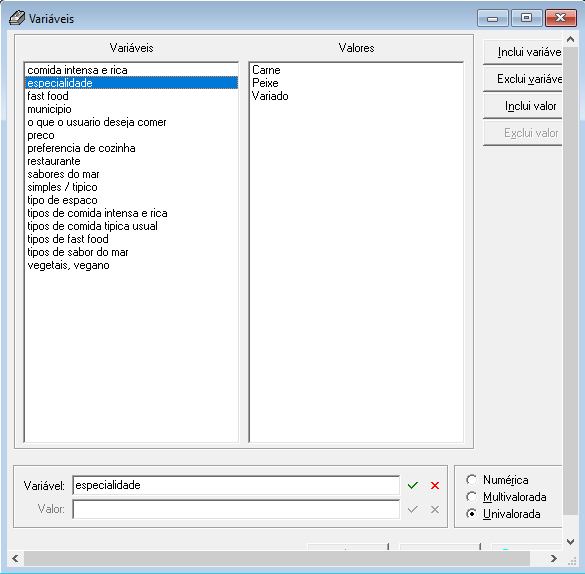 Variáveis
Variáveis
Valores
comida intensa e rica
especialidade
fast food
municipio
o que o usuario deseja comer
preco
preferencia de cozinha
restaurante
sabores do mar
simples / tipico
tipo de espaco
tipos de comida intensa e rica
tipos de comida tipica usual
tipos de fast food
tipos de sabor do mar
vegetais, vegano
Carne
Peixe
Variado
Inclui variáve
Exclui variáve
Inclui valor
Exclui valor
Variável:
especialidade
Valor:
Numérica
Multivalorada
Univalorada